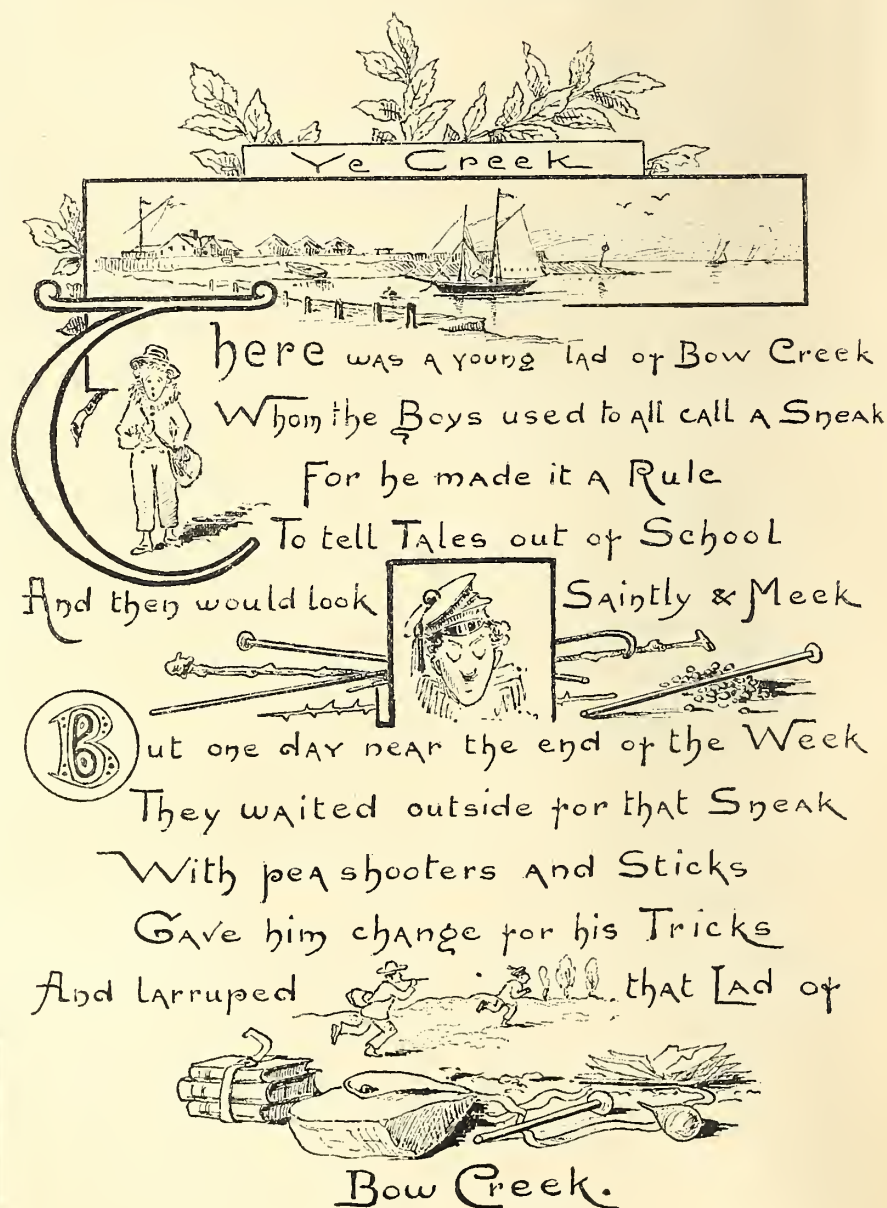 Ye Creek
There was a young lad of Bow Creek
Whom the Boys used to all call a Sneak
For he made it a Rule
To tell Tales out of School
And then would look Saintly & Meek
But one day near the end of the Week
They waited outside for that Sneak
With pea shooters and Sticks
Gave him change for his Tricks
And larruped that Lad of
Bow Creek.